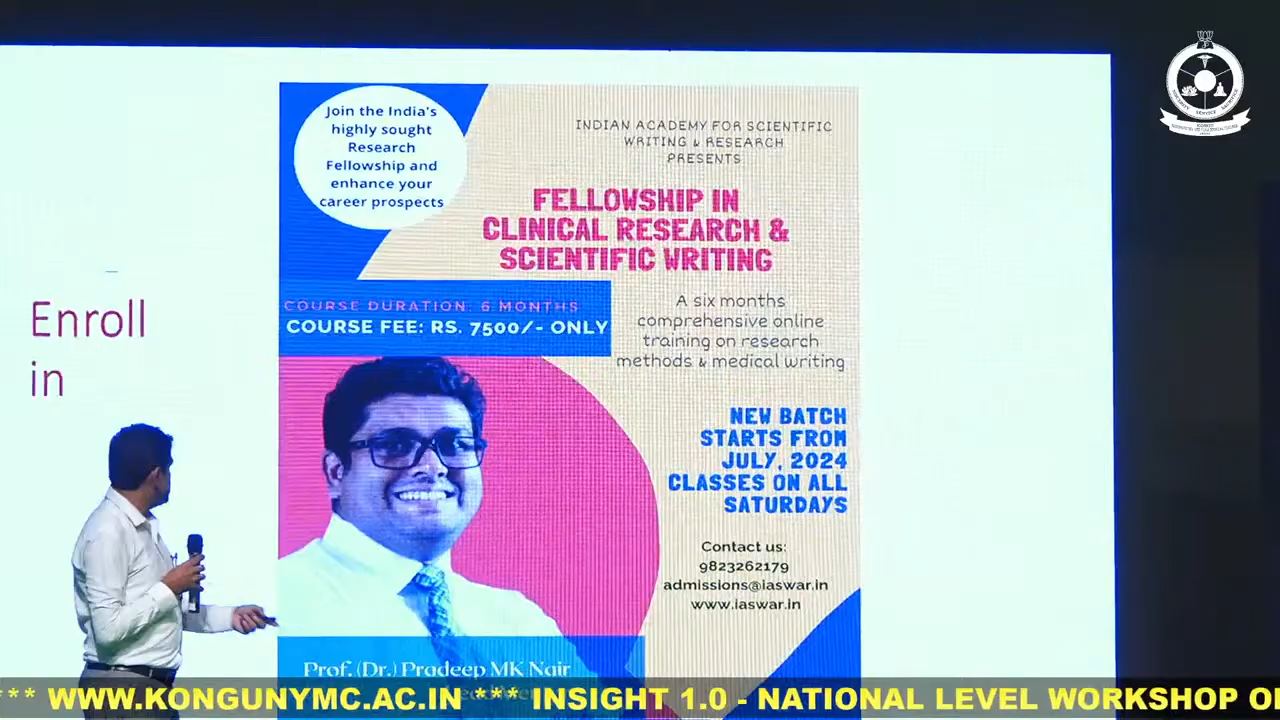 Join the India's
highly sought
Research
Fellowship and
enhance your
career prospects
INDIAN ACADEMY FOR SCIENTIFIC
WRITING & RESEARCH
PRESENTS
FELLOWSHIP IN
CLINICAL RESEARCH &
SCIENTIFIC WRITING
Enroll
in
COURSE DURATION: 6 MONTHS
COURSE FEE: RS. 7500/- ONLY
A six months
comprehensive online
training on research
methods & medical writing
NEW BATCH
STARTS FROM
JULY, 2024
CLASSES ON ALL
SATURDAYS
Contact us:
9823262179
admissions@iaswar.in
www.iaswar.in
Prof. (Dr.) Pradeep MK Nair
*** WWW.KONGUNYMC.AC.IN *** INSIGHT 1.0 - NATIONAL LEVEL WORKSHOP